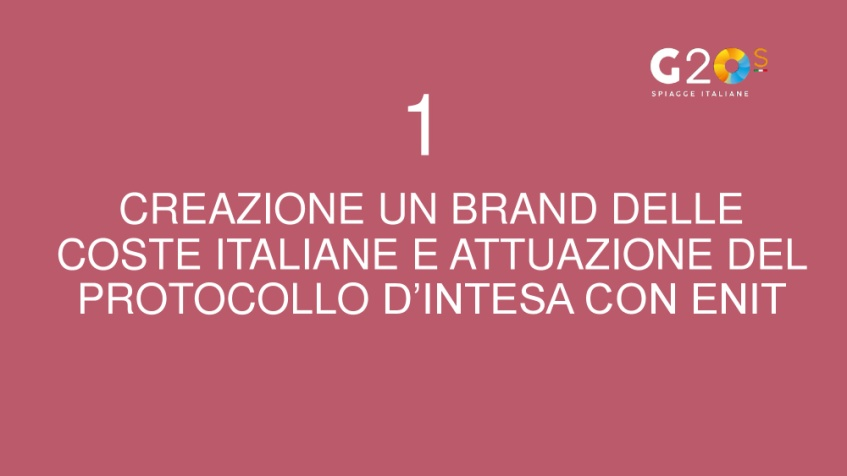 G20s
SPIAGGE ITALIANE
1
CREAZIONE UN BRAND DELLE
COSTE ITALIANE E ATTUAZIONE DEL
PROTOCOLLO D’INTESA CON ENIT